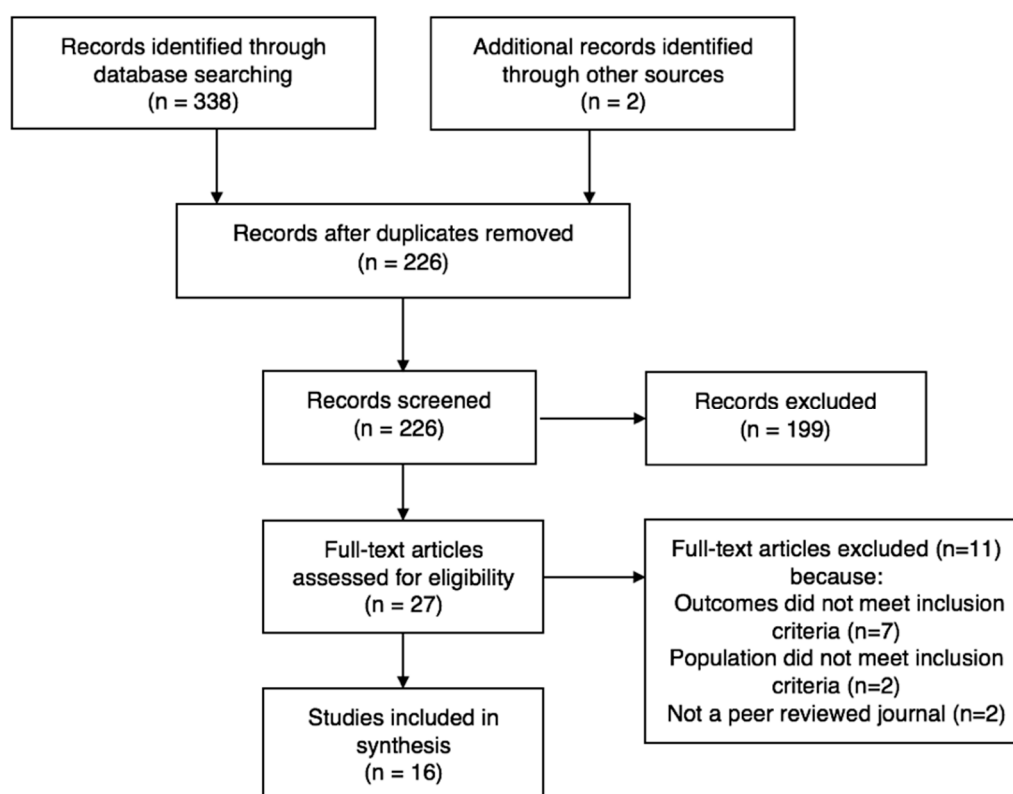 Records identified through
database searching
(n = 338)
Additional records identified
through other sources
(n = 2)
Records after duplicates removed
(n = 226)
Records screened
(n = 226)
Records excluded
(n = 199)
Full-text articles
assessed for eligibility
(n = 27)
Full-text articles excluded (n=11)
because:
Outcomes did not meet inclusion
criteria (n=7)
Population did not meet inclusion
criteria (n=2)
Not a peer reviewed journal (n=2)
Studies included in
synthesis
(n = 16)